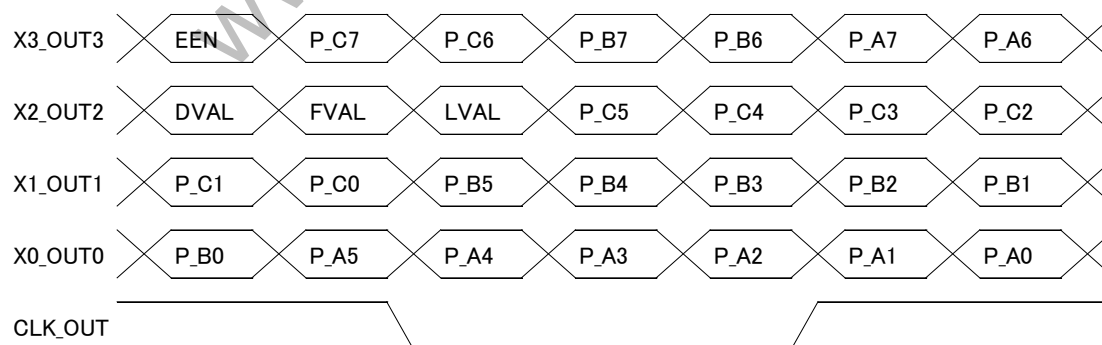 X3_OUT3 EEN P_C7 P_C6 P_B7 P_B6 P_A7 P_A6
X2_OUT2 DVAL FVAL LVAL P_C5 P_C4 P_C3 P_C2
X1_OUT1 P_C1 P_C0 P_B5 P_B4 P_B3 P_B2 P_B1
X0_OUT0 P_B0 P_A5 P_A4 P_A3 P_A2 P_A1 P_A0
CLK_OUT